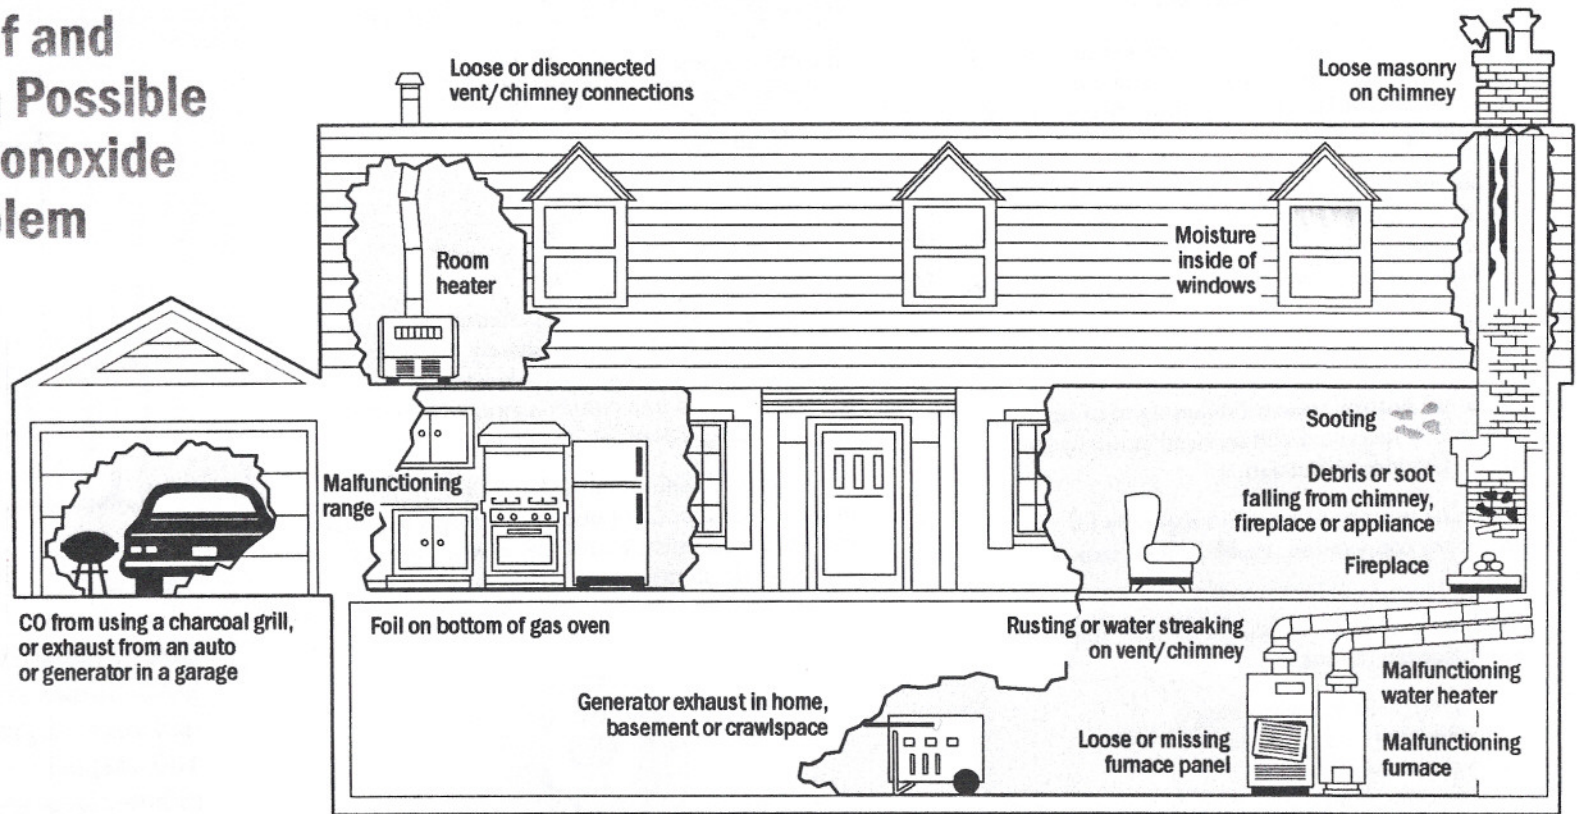 f and
Possible
onoxide
lem
Loose or disconnected
vent/chimney connections
Loose masonry
on chimney
Room
heater
Moisture
inside of
windows
Malfunctioning
range
Sooting
Debris or soot
falling from chimney,
fireplace or appliance
Fireplace
CO from using a charcoal grill,
or exhaust from an auto
or generator in a garage
Foil on bottom of gas oven
Rusting or water streaking
on vent/chimney
Generator exhaust in home,
basement or crawlspace
Loose or missing
furnace panel
Malfunctioning
water heater
Malfunctioning
furnace